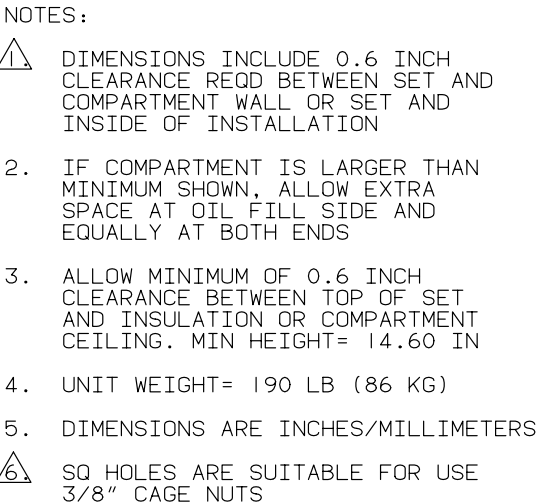 NOTES:
1. DIMENSIONS INCLUDE 0.6 INCH
CLEARANCE REQD BETWEEN SET AND
COMPARTMENT WALL OR SET AND
INSIDE OF INSTALLATION
2. IF COMPARTMENT IS LARGER THAN
MINIMUM SHOWN, ALLOW EXTRA
SPACE AT OIL FILL SIDE AND
EQUALLY AT BOTH ENDS
3. ALLOW MINIMUM OF 0.6 INCH
CLEARANCE BETWEEN TOP OF SET
AND INSULATION OR COMPARTMENT
CEILING. MIN HEIGHT= 14.60 IN
4. UNIT WEIGHT= 190 LB (86 KG)
5. DIMENSIONS ARE INCHES/MILLIMETERS
6. SQ HOLES ARE SUITABLE FOR USE
3/8" CAGE NUTS